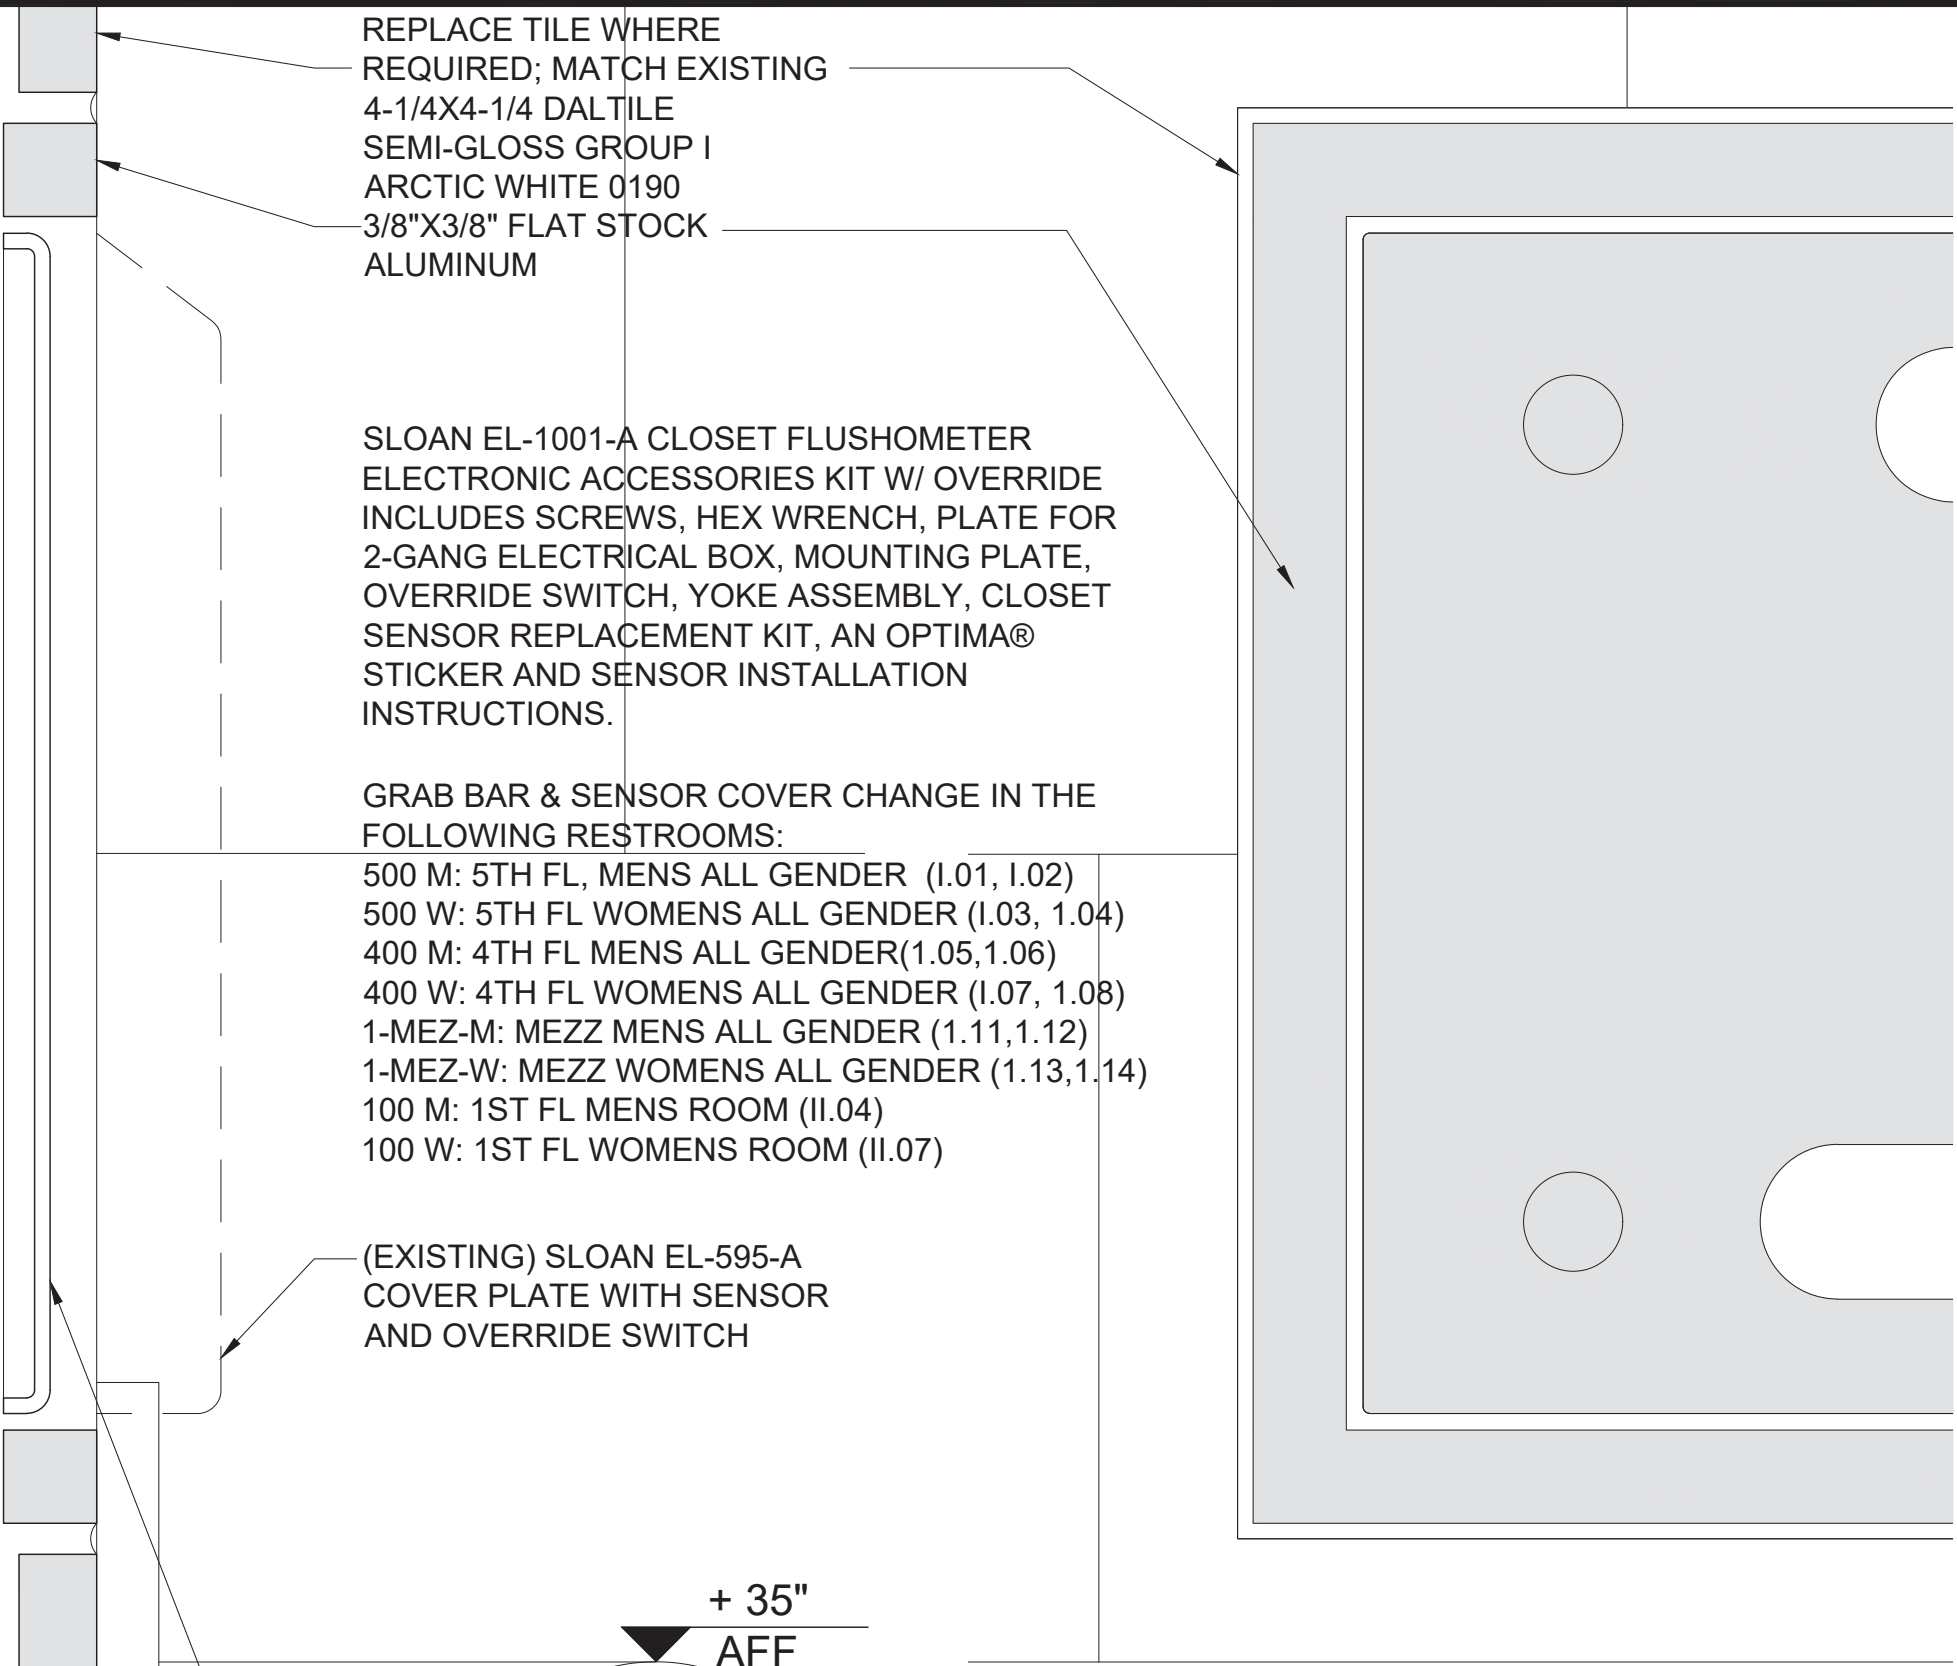 REPLACE TILE WHERE
REQUIRED; MATCH EXISTING
4-1/4X4-1/4 DALTILE
SEMI-GLOSS GROUP I
ARCTIC WHITE 0190
3/8"X3/8" FLAT STOCK
ALUMINUM
SLOAN EL-1001-A CLOSET FLUSHOMETER
ELECTRONIC ACCESSORIES KIT W/ OVERRIDE
INCLUDES SCREWS, HEX WRENCH, PLATE FOR
2-GANG ELECTRICAL BOX, MOUNTING PLATE,
OVERRIDE SWITCH, YOKE ASSEMBLY, CLOSET
SENSOR REPLACEMENT KIT, AN OPTIMA®
STICKER AND SENSOR INSTALLATION
INSTRUCTIONS.
GRAB BAR & SENSOR COVER CHANGE IN THE
FOLLOWING RESTROOMS:
500 M: 5TH FL, MENS ALL GENDER  (I.01, I.02)
500 W: 5TH FL WOMENS ALL GENDER (I.03, 1.04)
400 M: 4TH FL MENS ALL GENDER(1.05,1.06)
400 W: 4TH FL WOMENS ALL GENDER (I.07, 1.08)
1-MEZ-M: MEZZ MENS ALL GENDER (1.11,1.12)
1-MEZ-W: MEZZ WOMENS ALL GENDER (1.13,1.14)
100 M: 1ST FL MENS ROOM (II.04)
100 W: 1ST FL WOMENS ROOM (II.07)
(EXISTING) SLOAN EL-595-A
COVER PLATE WITH SENSOR
AND OVERRIDE SWITCH
+ 35"
AFF